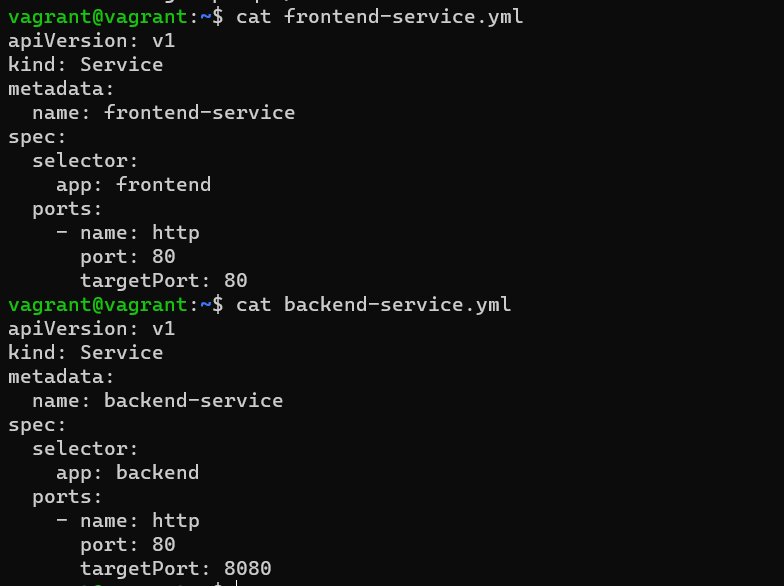 vagrant@vagrant:~$ cat frontend-service.yml
apiVersion: v1
kind: Service
metadata:
  name: frontend-service
spec:
  selector:
    app: frontend
  ports:
    - name: http
      port: 80
      targetPort: 80
vagrant@vagrant:~$ cat backend-service.yml
apiVersion: v1
kind: Service
metadata:
  name: backend-service
spec:
  selector:
    app: backend
  ports:
    - name: http
      port: 80
      targetPort: 8080